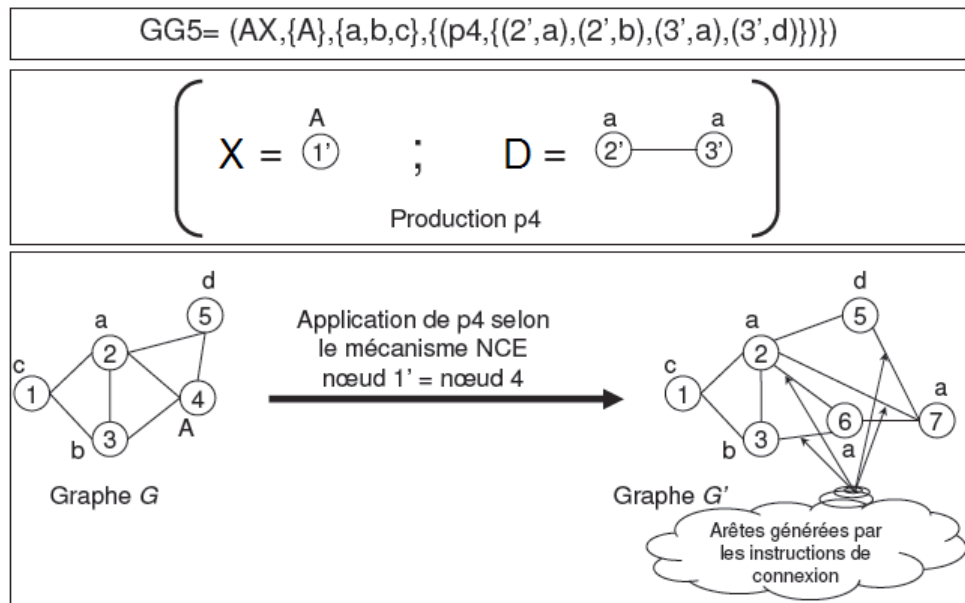 GG5= (AX,{A},{a,b,c},{(p4,{(2',a),(2',b),(3',a),(3',d)})})
A a a
X = 1' ; D = 2' 3'
Production p4
d
a 5
c 2
1 4
b 3 A
Graphe G
Application de p4 selon
le mécanisme NCE
nœud 1' = nœud 4
d
a 5
c 2
1 a
b 3 6 7
a
Graphe G'
Arêtes générées par
les instructions de
connexion